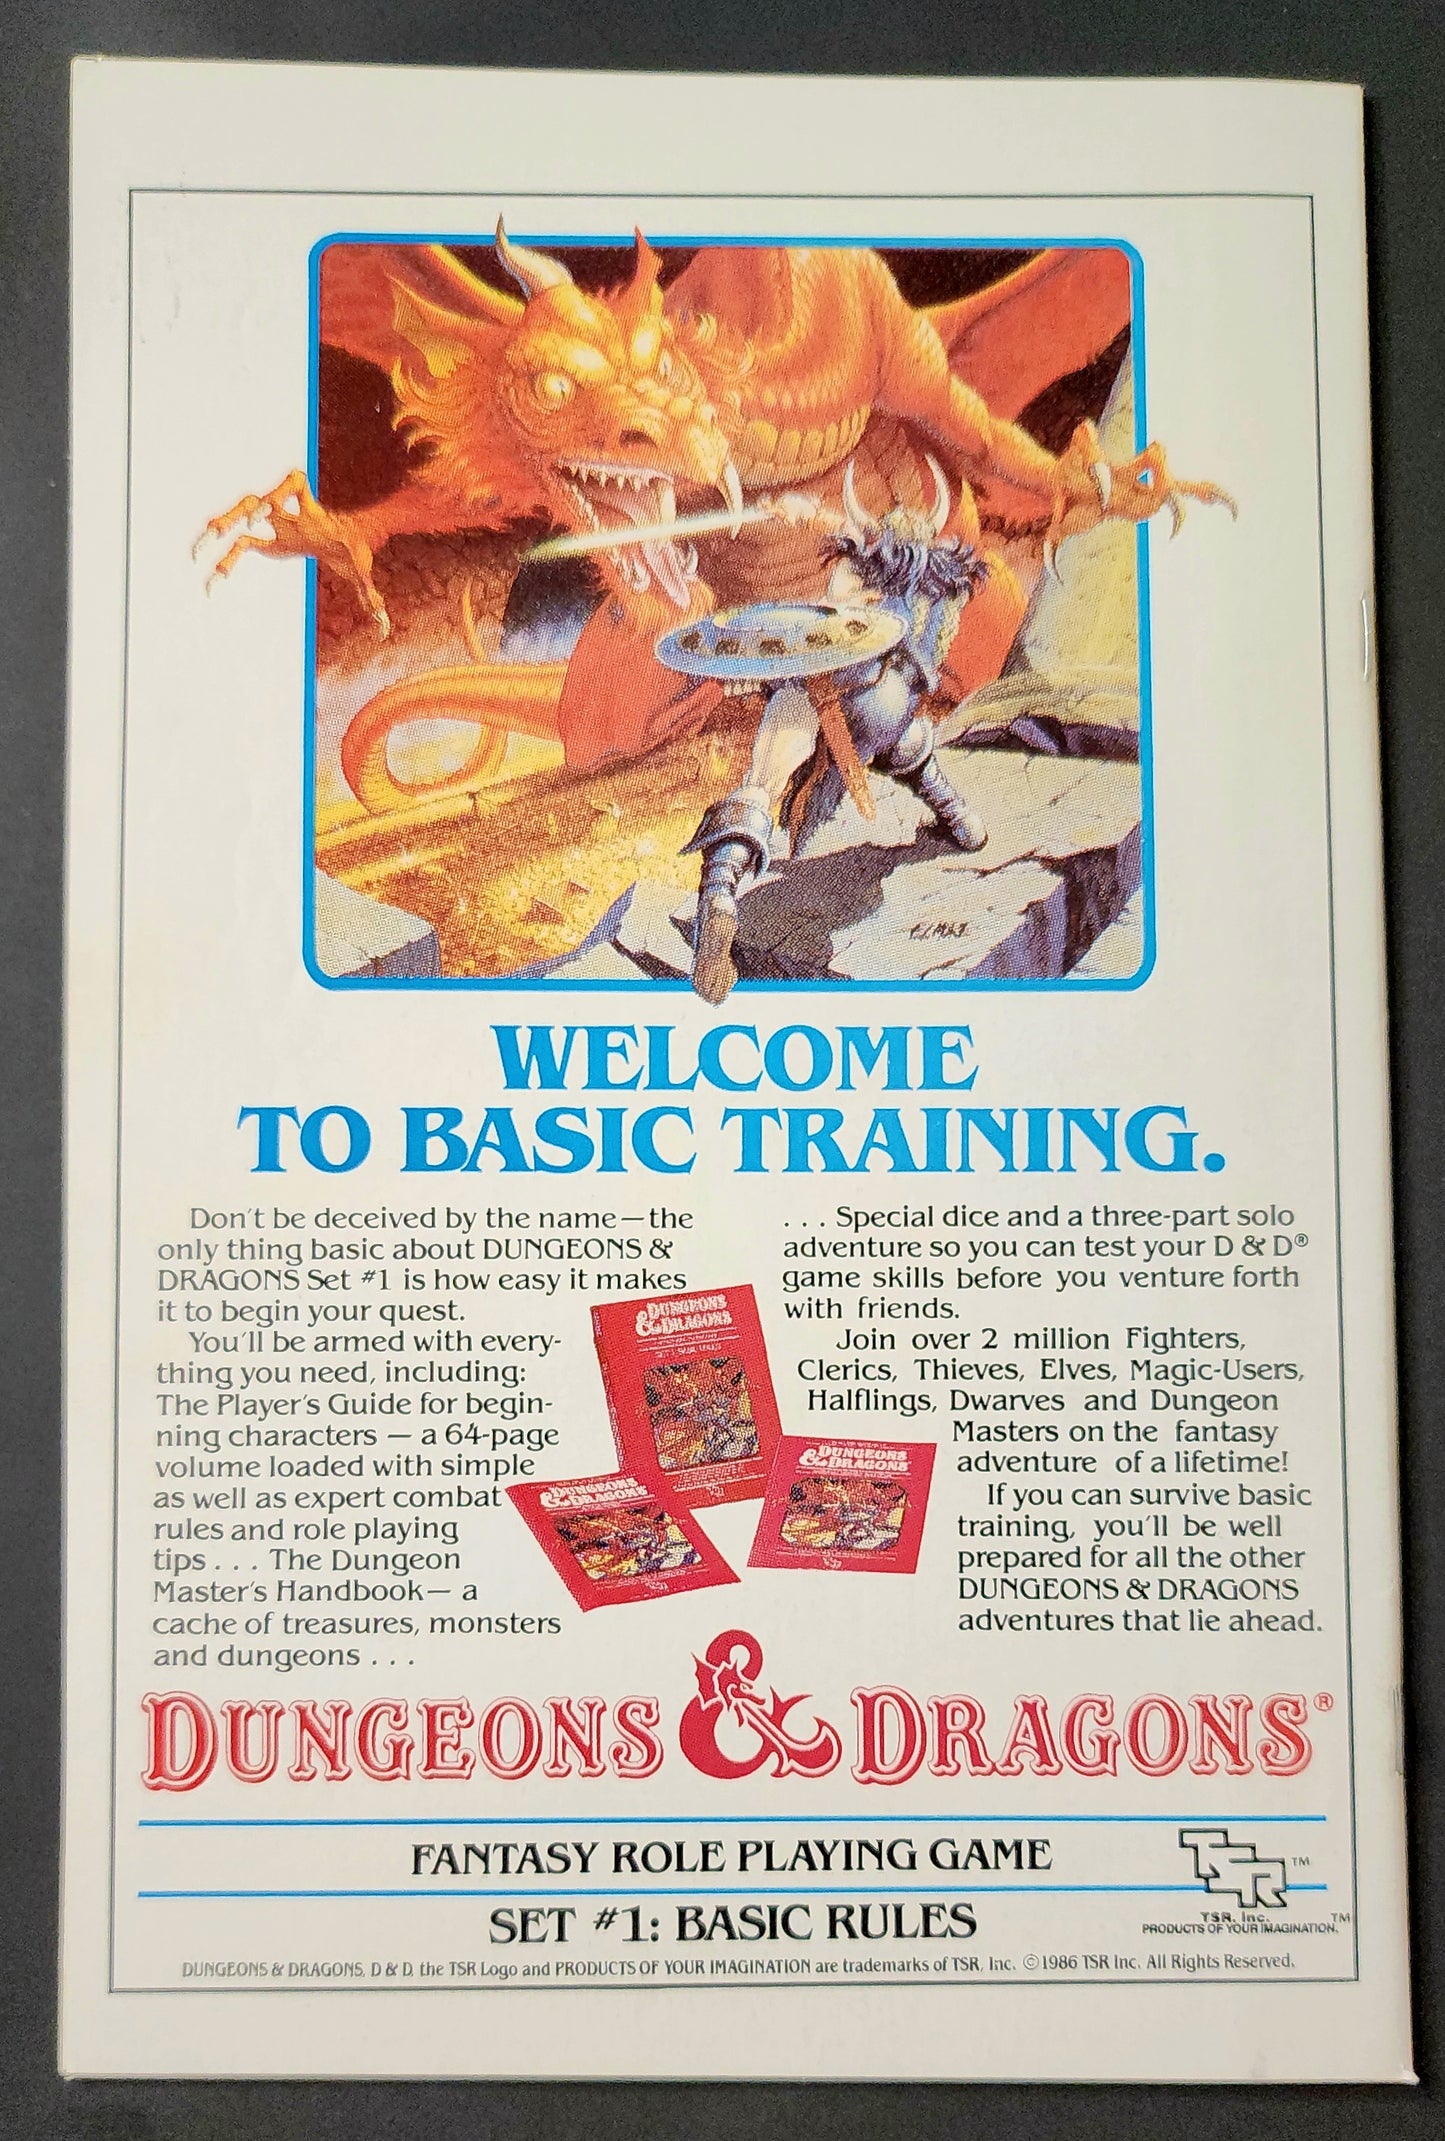 WELCOME
TO BASIC TRAINING.
Don't be deceived by the name—the
only thing basic about DUNGEONS &
DRAGONS Set #1 is how easy it makes
it to begin your quest.
You'll be armed with every-
thing you need, including:
The Player's Guide for begin-
ning characters — a 64-page
volume loaded with simple
as well as expert combat
rules and role playing
tips . . . The Dungeon
Master's Handbook— a
cache of treasures, monsters
and dungeons . . .
. . . Special dice and a three-part solo
adventure so you can test your D & D®
game skills before you venture forth
with friends.
Join over 2 million Fighters,
Clerics, Thieves, Elves, Magic-Users,
Halflings, Dwarves and Dungeon
Masters on the fantasy
adventure of a lifetime!
If you can survive basic
training, you'll be well
prepared for all the other
DUNGEONS & DRAGONS
adventures that lie ahead.
DUNGEONS
& DRAGONS
DUNGEONS
& DRAGONS
DUNGEONS
& DRAGONS
DUNGEONS & DRAGONS®
FANTASY ROLE PLAYING GAME
SET #1: BASIC RULES
TSR™
TSR, Inc.
PRODUCTS OF YOUR IMAGINATION.™
DUNGEONS & DRAGONS, D & D, the TSR Logo and PRODUCTS OF YOUR IMAGINATION are trademarks of TSR, Inc. ©1986 TSR Inc. All Rights Reserved.